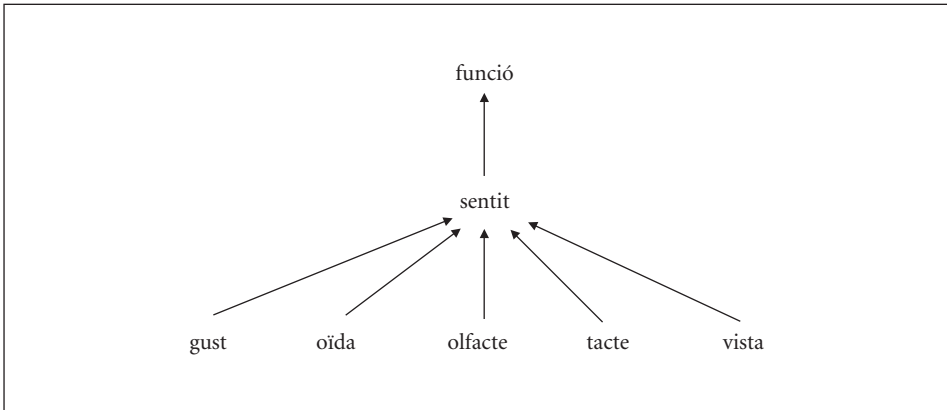 funció
sentit
gust oïda olfacte tacte vista